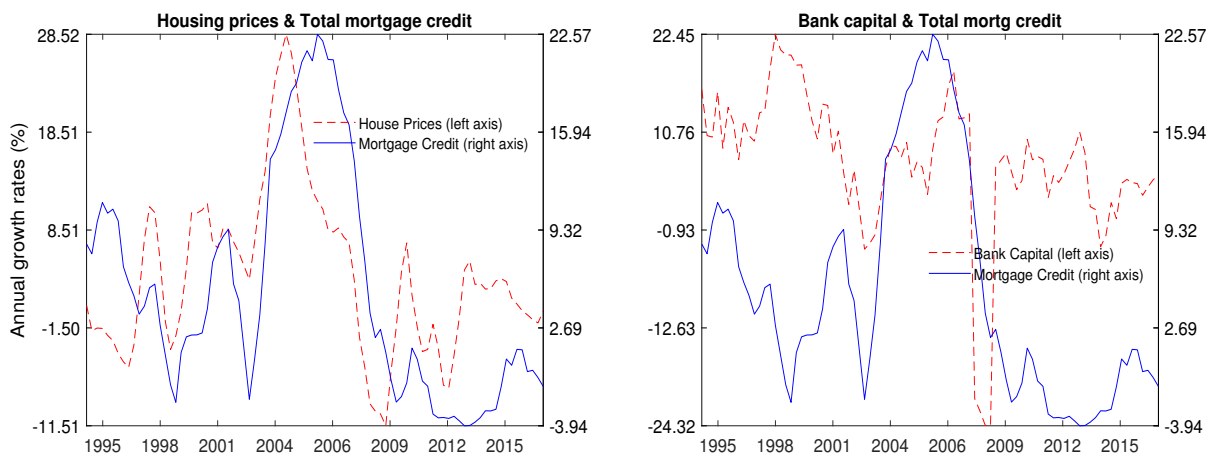 Housing prices & Total mortgage credit
28.52
18.51
8.51
-1.50
-11.51
Annual growth rates (%)
22.57
15.94
9.32
2.69
-3.94
House Prices (left axis)
Mortgage Credit (right axis)
1995 1998 2001 2004 2006 2009 2012 2015
Bank capital & Total mortg credit
22.45
10.76
-0.93
-12.63
-24.32
22.57
15.94
9.32
2.69
-3.94
Bank Capital (left axis)
Mortgage Credit (right axis)
1995 1998 2001 2004 2006 2009 2012 2015